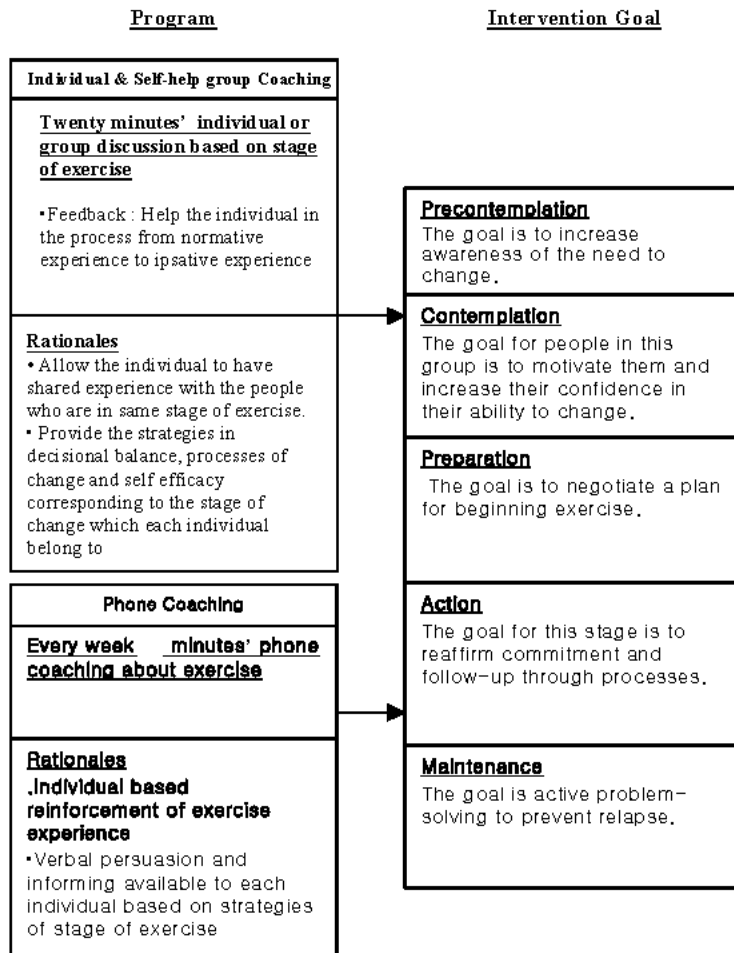 Program
Individual & Self-help group Coaching
Twenty minutes' individual or
group discussion based on stage
of exercise
•Feedback : Help the individual in
the process from normative
experience to ipsative experience
Rationales
• Allow the individual to have
shared experience with the people
who are in same stage of exercise.
• Provide the strategies in
decisional balance, processes of
change and self efficacy
corresponding to the stage of
change which each individual
belong to
Phone Coaching
Every week minutes' phone
coaching about exercise
Rationales
.Individual based
reinforcement of exercise
experience
•Verbal persuasion and
informing available to each
individual based on strategies
of stage of exercise
Intervention Goal
Precontemplation
The goal is to increase
awareness of the need to
change.
Contemplation
The goal for people in this
group is to motivate them and
increase their confidence in
their ability to change.
Preparation
The goal is to negotiate a plan
for beginning exercise.
Action
The goal for this stage is to
reaffirm commitment and
follow-up through processes.
Maintenance
The goal is active problem-
solving to prevent relapse.